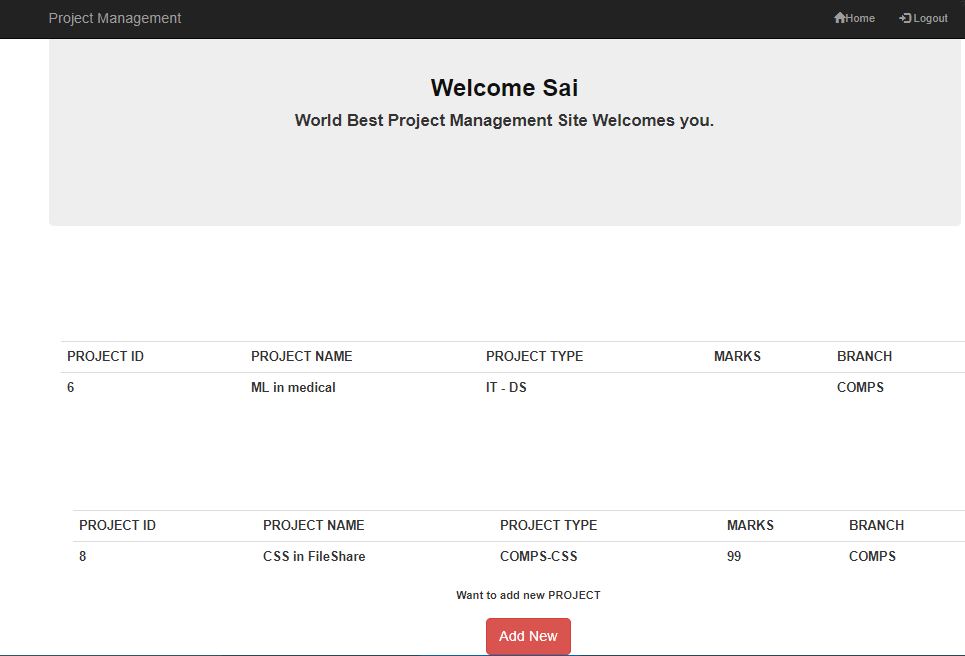 Project Management Home Logout
Welcome Sai
World Best Project Management Site Welcomes you.
PROJECT ID PROJECT NAME PROJECT TYPE MARKS BRANCH
6 ML in medical IT - DS COMPS
PROJECT ID PROJECT NAME PROJECT TYPE MARKS BRANCH
8 CSS in FileShare COMPS-CSS 99 COMPS
Want to add new PROJECT
Add New